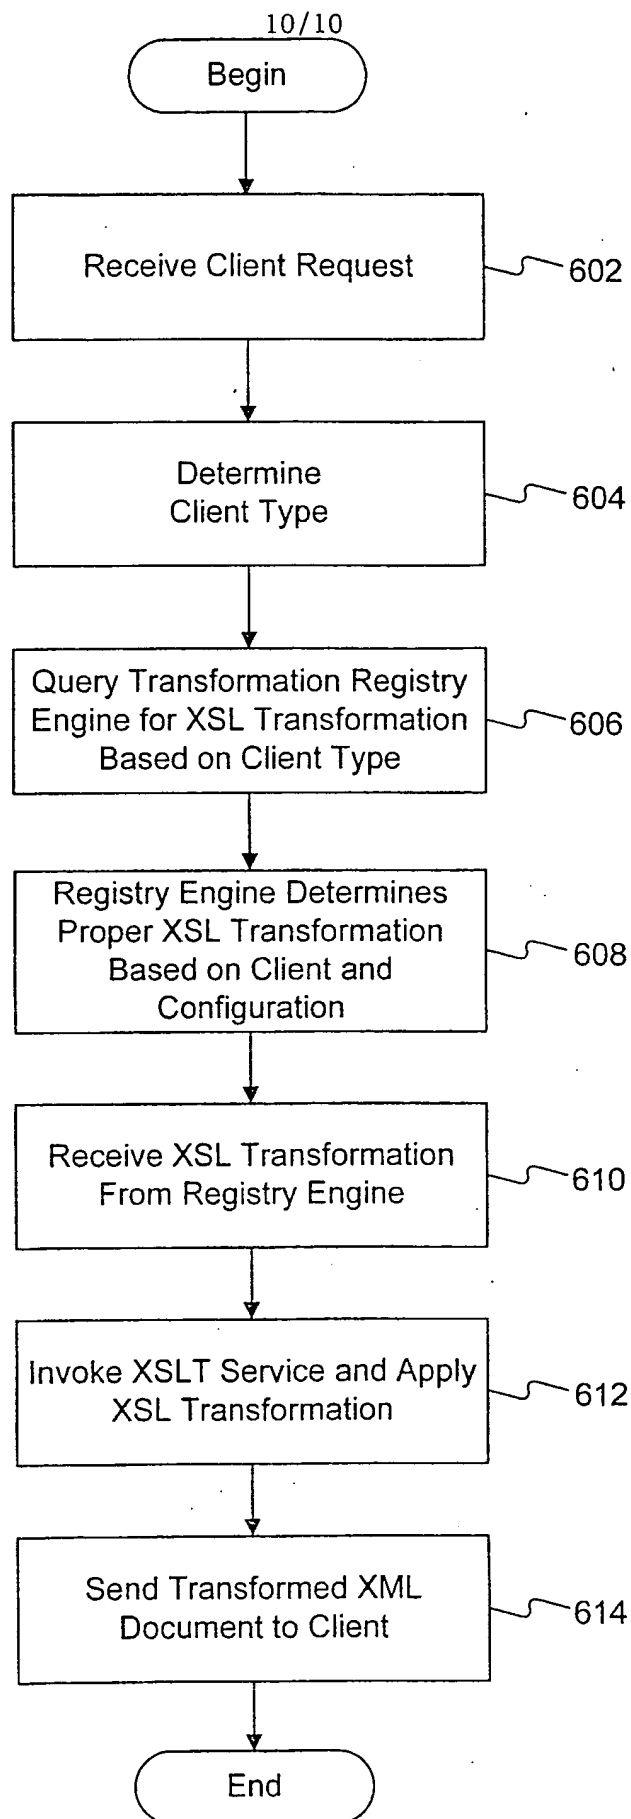 10/10
Begin
Receive Client Request
602
Determine
Client Type
604
Query Transformation Registry
Engine for XSL Transformation
Based on Client Type
606
Registry Engine Determines
Proper XSL Transformation
Based on Client and
Configuration
608
Receive XSL Transformation
From Registry Engine
610
Invoke XSLT Service and Apply
XSL Transformation
612
Send Transformed XML
Document to Client
614
End